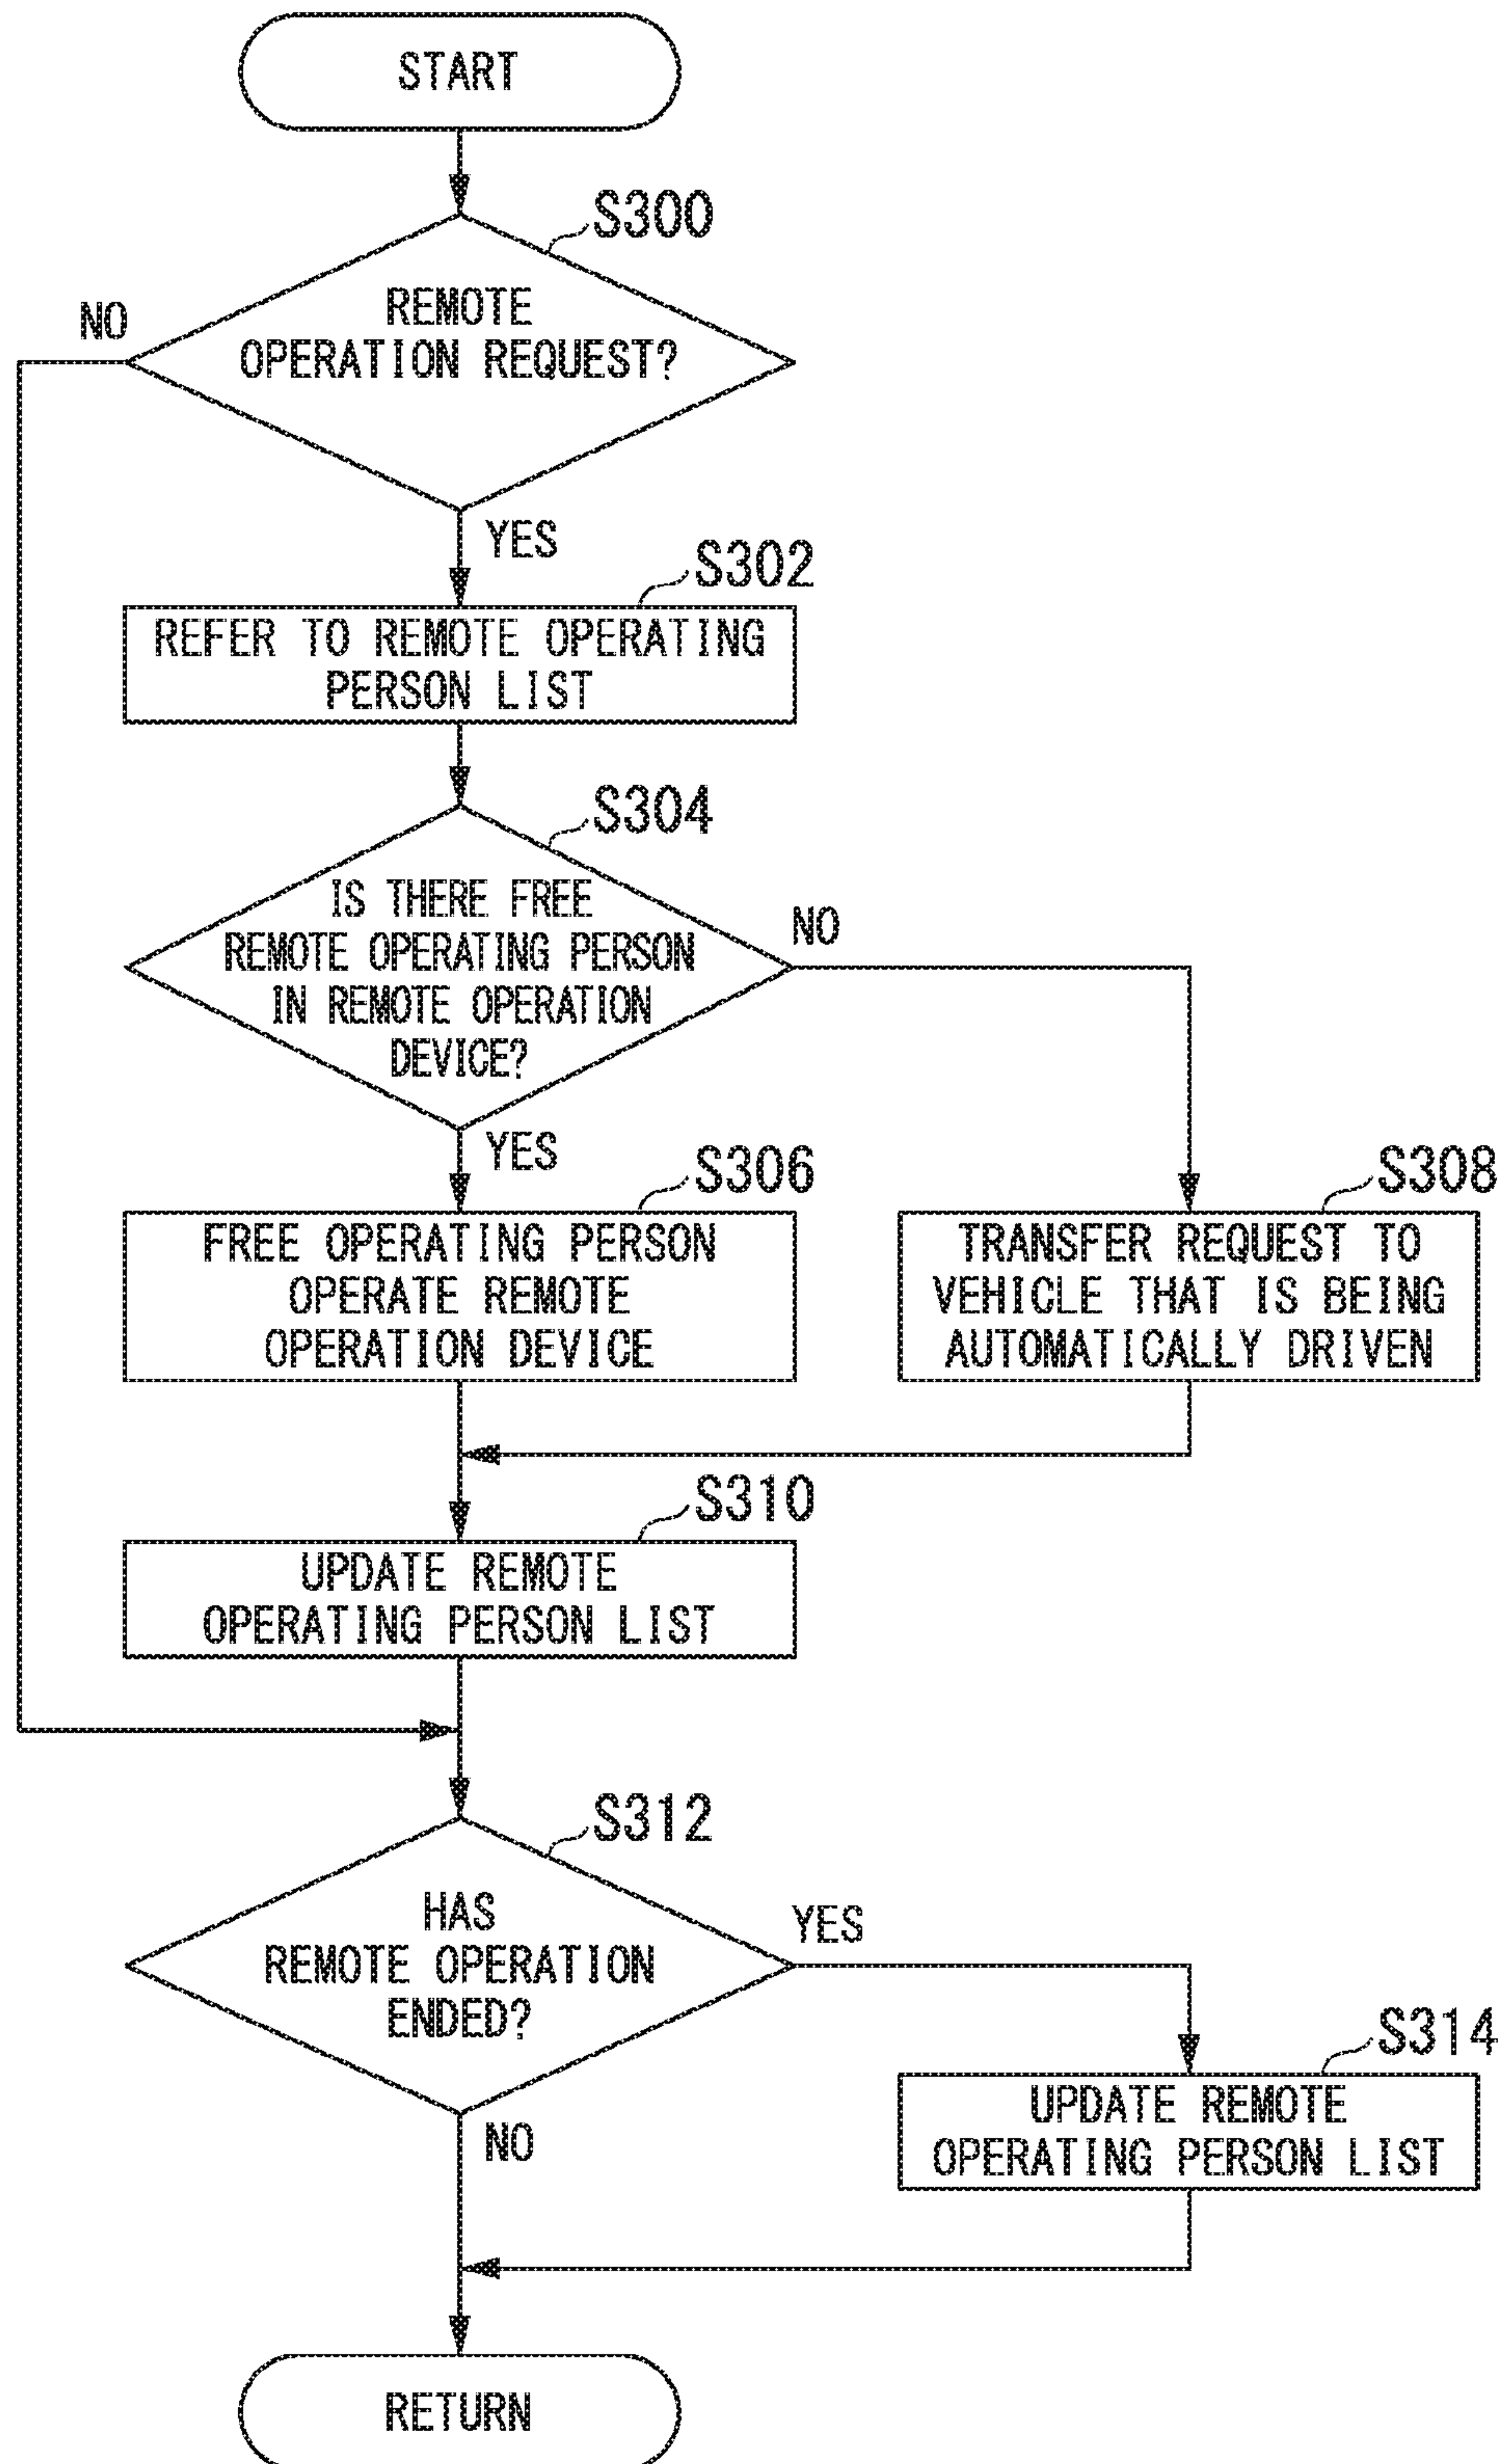 START
S300
NO
REMOTE
OPERATION REQUEST?
YES
S302
REFER TO REMOTE OPERATING
PERSON LIST
S304
IS THERE FREE
REMOTE OPERATING PERSON
IN REMOTE OPERATION
DEVICE?
NO
YES
S306
FREE OPERATING PERSON
OPERATE REMOTE
OPERATION DEVICE
S308
TRANSFER REQUEST TO
VEHICLE THAT IS BEING
AUTOMATICALLY DRIVEN
S310
UPDATE REMOTE
OPERATING PERSON LIST
S312
HAS
REMOTE OPERATION
ENDED?
YES
NO
S314
UPDATE REMOTE
OPERATING PERSON LIST
RETURN